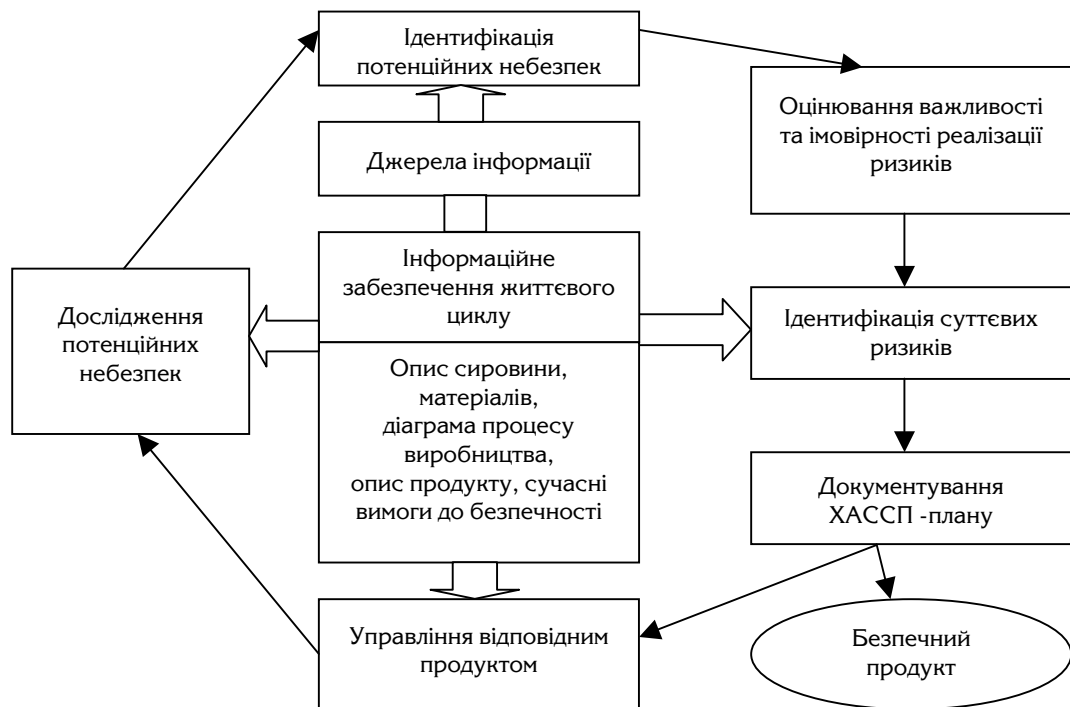 Ідентифікація
потенційних небезпек
Оцінювання важливості
та імовірності реалізації
ризиків
Джерела інформації
Інформаційне
забезпечення життєвого
циклу
Дослідження
потенційних
небезпек
Ідентифікація суттєвих
ризиків
Опис сировини,
матеріалів,
діаграма процесу
виробництва,
опис продукту, сучасні
вимоги до безпечності
Документування
ХАССП -плану
Управління відповідним
продуктом
Безпечний
продукт